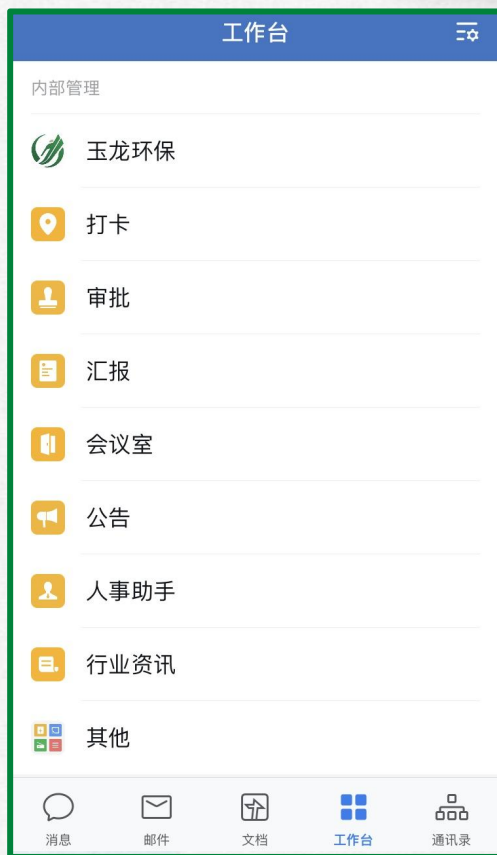 工作台
内部管理
玉龙环保
打卡
审批
汇报
会议室
公告
人事助手
行业资讯
其他
消息
邮件
文档
工作台
通讯录